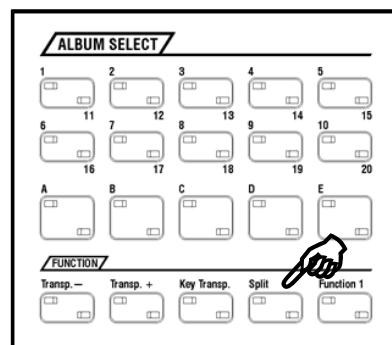 ALBUM SELECT
1 2 3 4 5
11 12 13 14 15
6 7 8 9 10
16 17 18 19 20
A B C D E
FUNCTION
Transp. – Transp. + Key Transp. Split Function 1